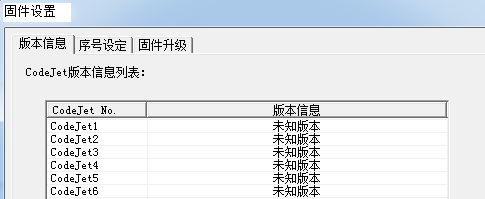 固件设置
版本信息 序号设定 固件升级
CodeJet版本信息列表：
CodeJet No. 版本信息
CodeJet1 未知版本
CodeJet2 未知版本
CodeJet3 未知版本
CodeJet4 未知版本
CodeJet5 未知版本
CodeJet6 未知版本